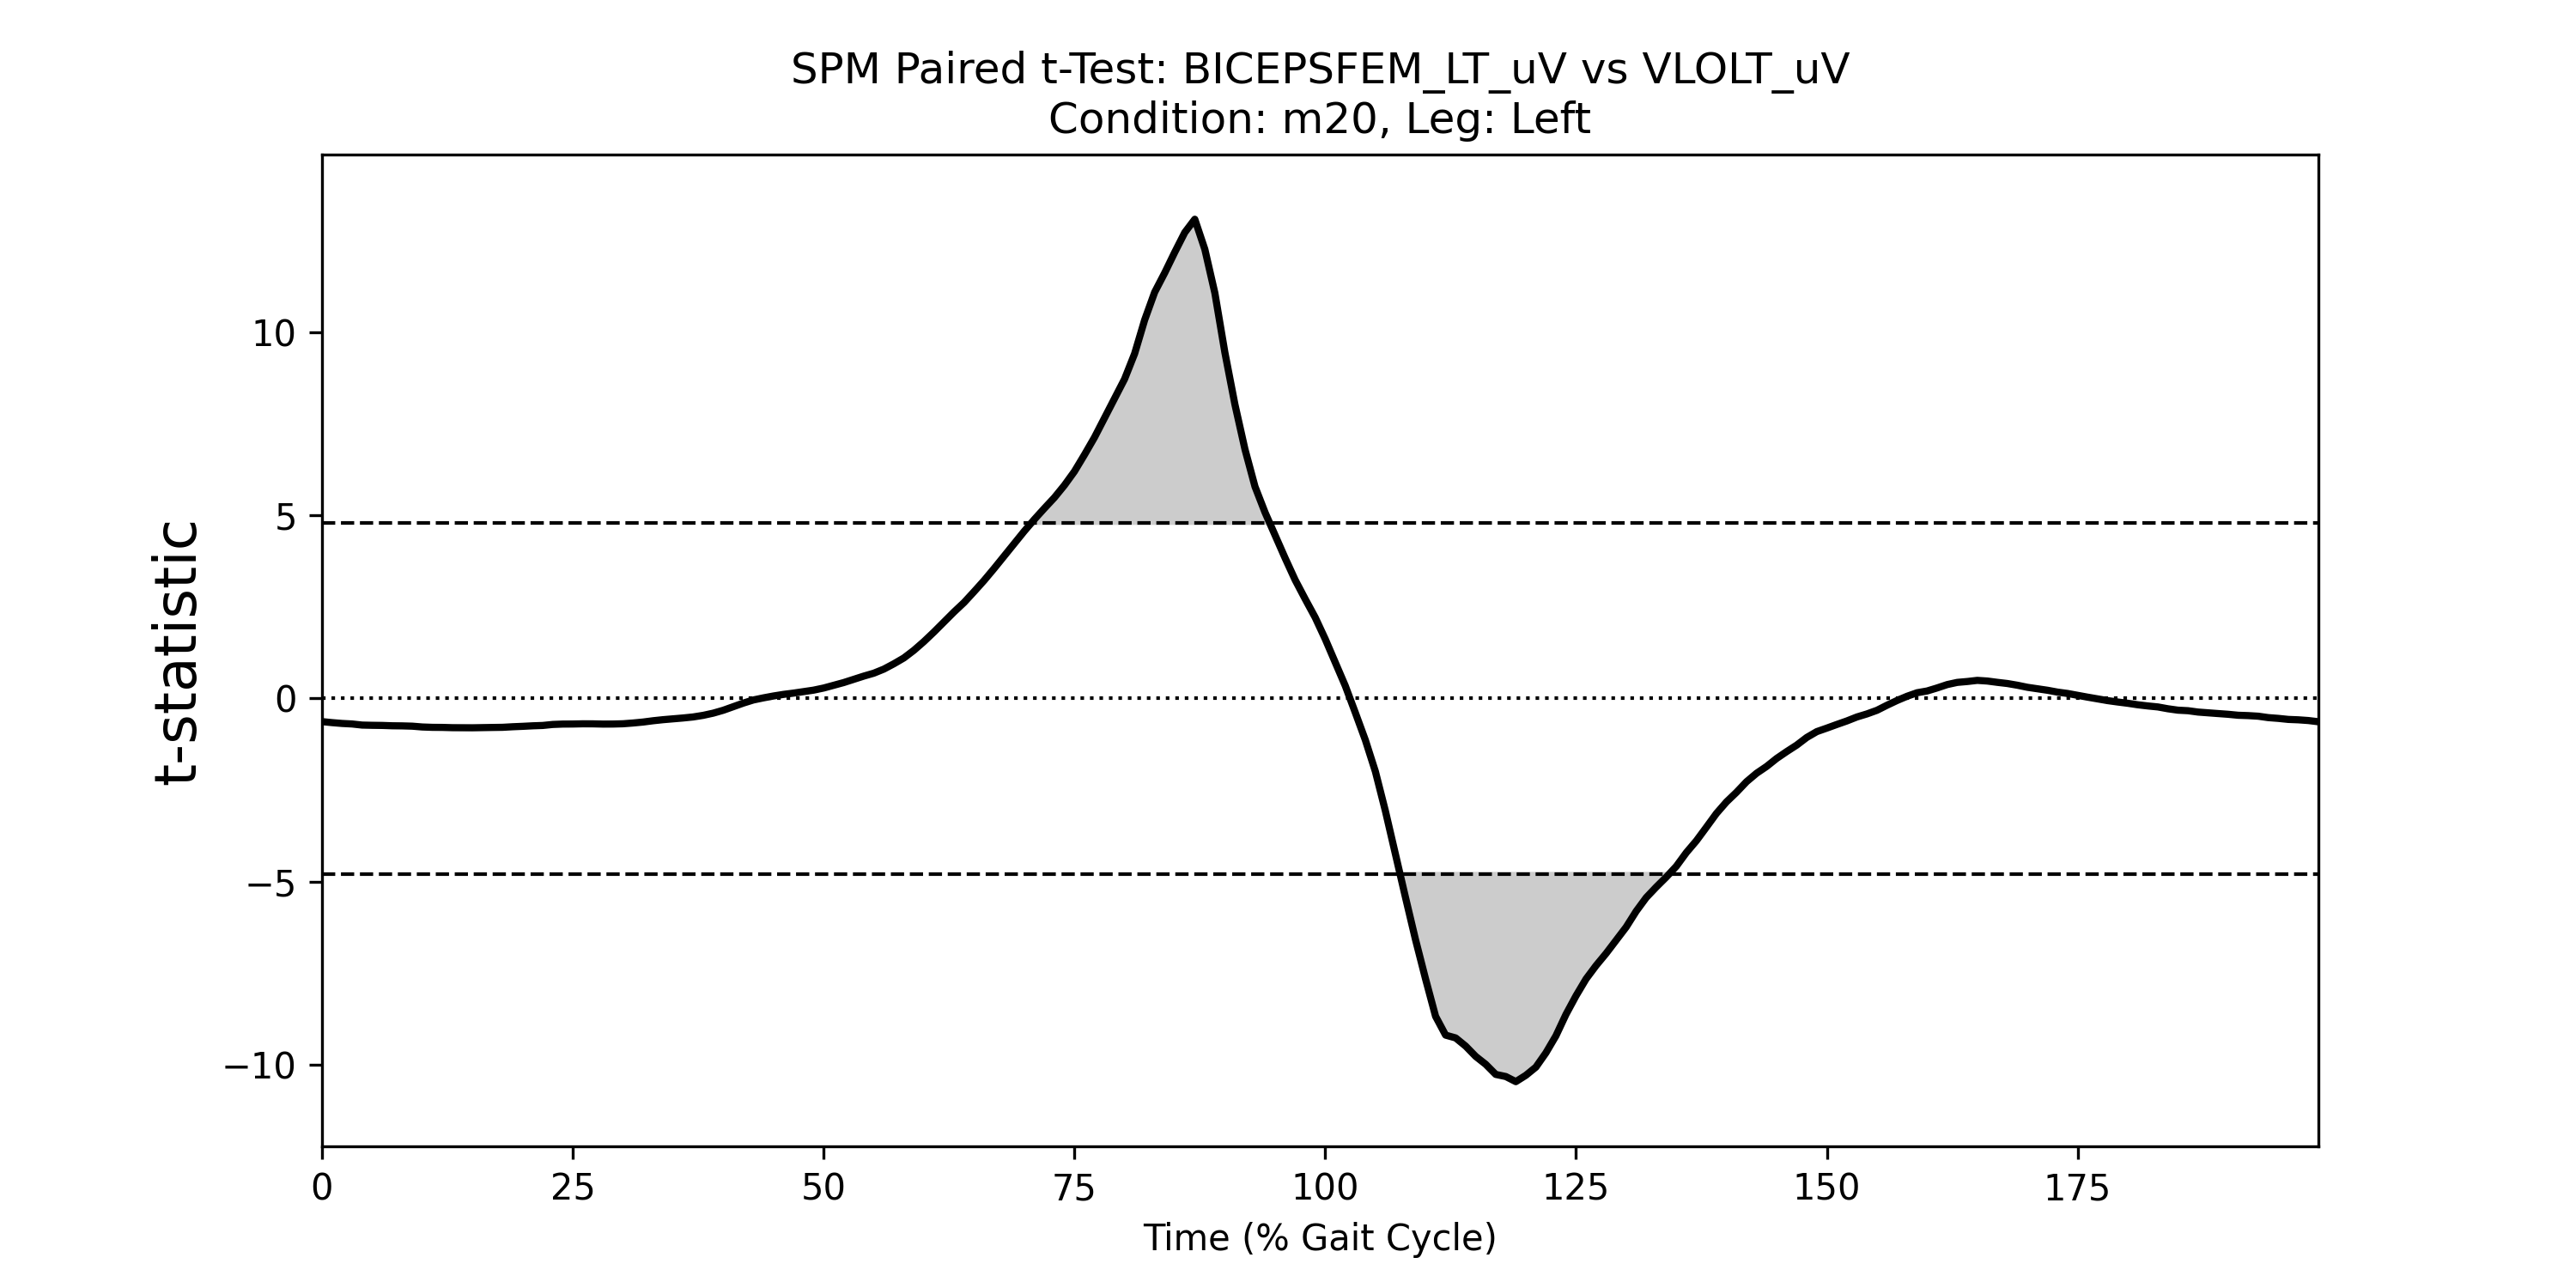 SPM Paired t-Test: BICEPSFEM_LT_uV vs VLOLT_uV
Condition: m20, Leg: Left
t-statistic
10
5
0
−5
−10
0 25 50 75 100 125 150 175
Time (% Gait Cycle)